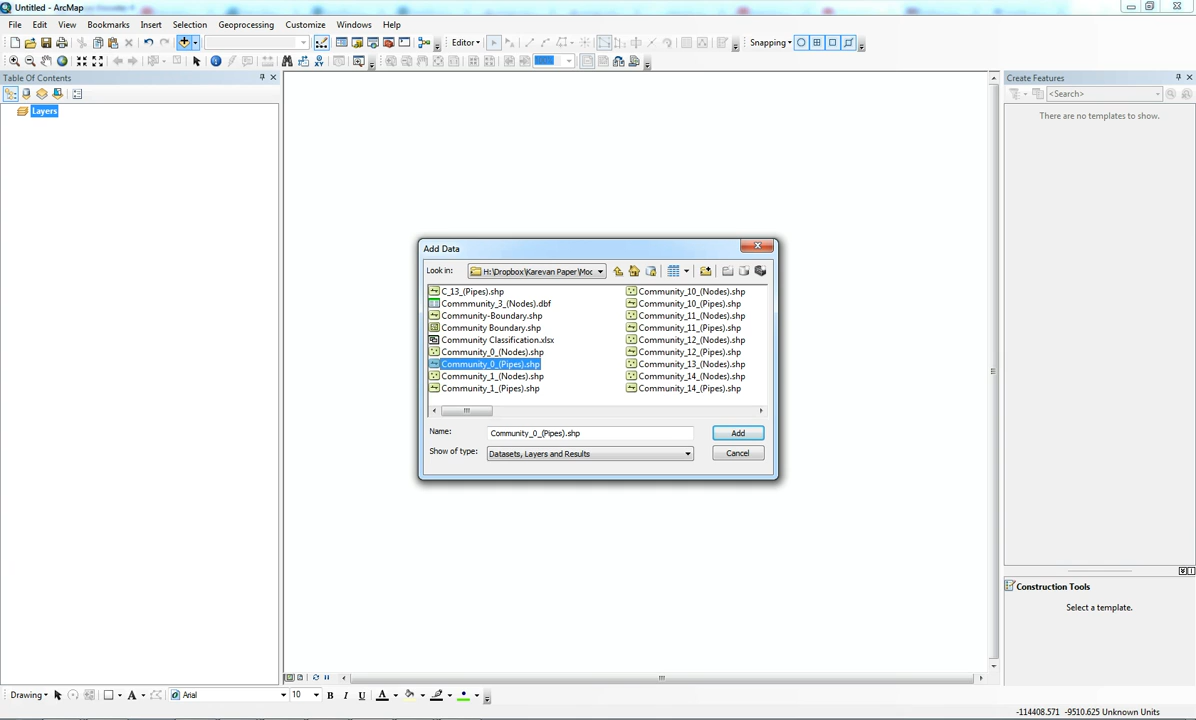 Untitled - ArcMap
File Edit View Bookmarks Insert Selection Geoprocessing Customize Windows Help
Editor Snapping
Table Of Contents
Layers
Create Features
<Search>
There are no templates to show.
Add Data
Look in: H:\Dropbox\Karevan Paper\Moc
C_13_(Pipes).shp
Commmunity_3_(Nodes).dbf
Community-Boundary.shp
Community Boundary.shp
Community Classification.xlsx
Community_0_(Nodes).shp
Community_0_(Pipes).shp
Community_1_(Nodes).shp
Community_1_(Pipes).shp
Community_10_(Nodes).shp
Community_10_(Pipes).shp
Community_11_(Nodes).shp
Community_11_(Pipes).shp
Community_12_(Nodes).shp
Community_12_(Pipes).shp
Community_13_(Nodes).shp
Community_14_(Nodes).shp
Community_14_(Pipes).shp
Name: Community_0_(Pipes).shp Add
Show of type: Datasets, Layers and Results Cancel
Construction Tools
Select a template.
Drawing A Arial 10 B I U A
-114408.571 -9510.625 Unknown Units